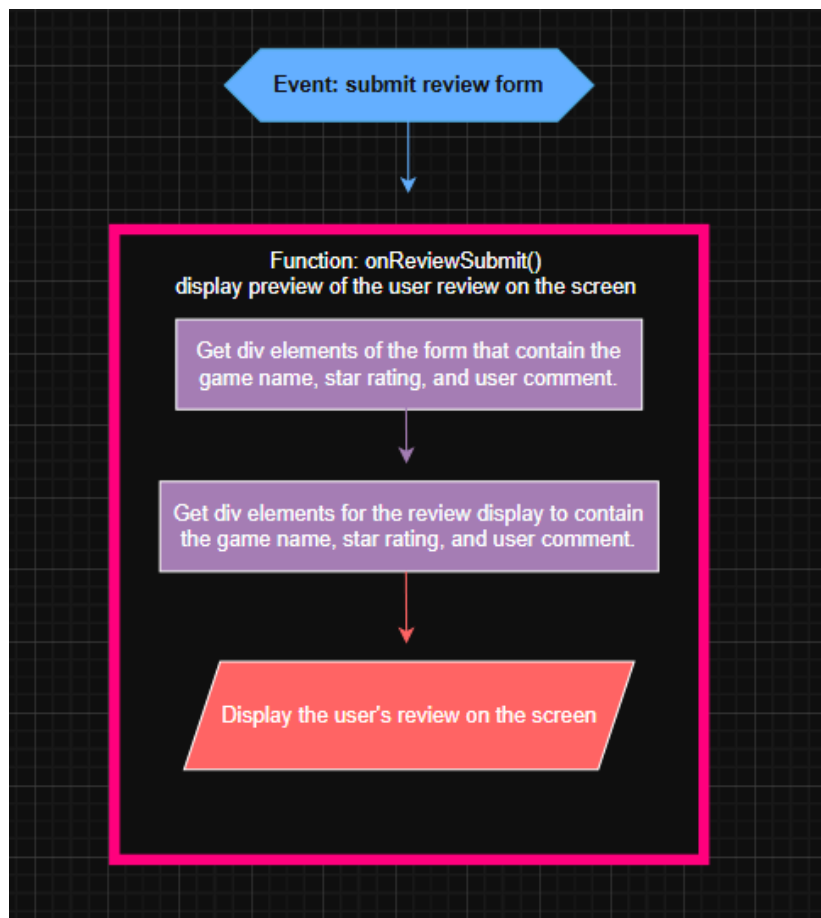 Event: submit review form
Function: onReviewSubmit()
display preview of the user review on the screen
Get div elements of the form that contain the
game name, star rating, and user comment.
Get div elements for the review display to contain
the game name, star rating, and user comment.
Display the user's review on the screen